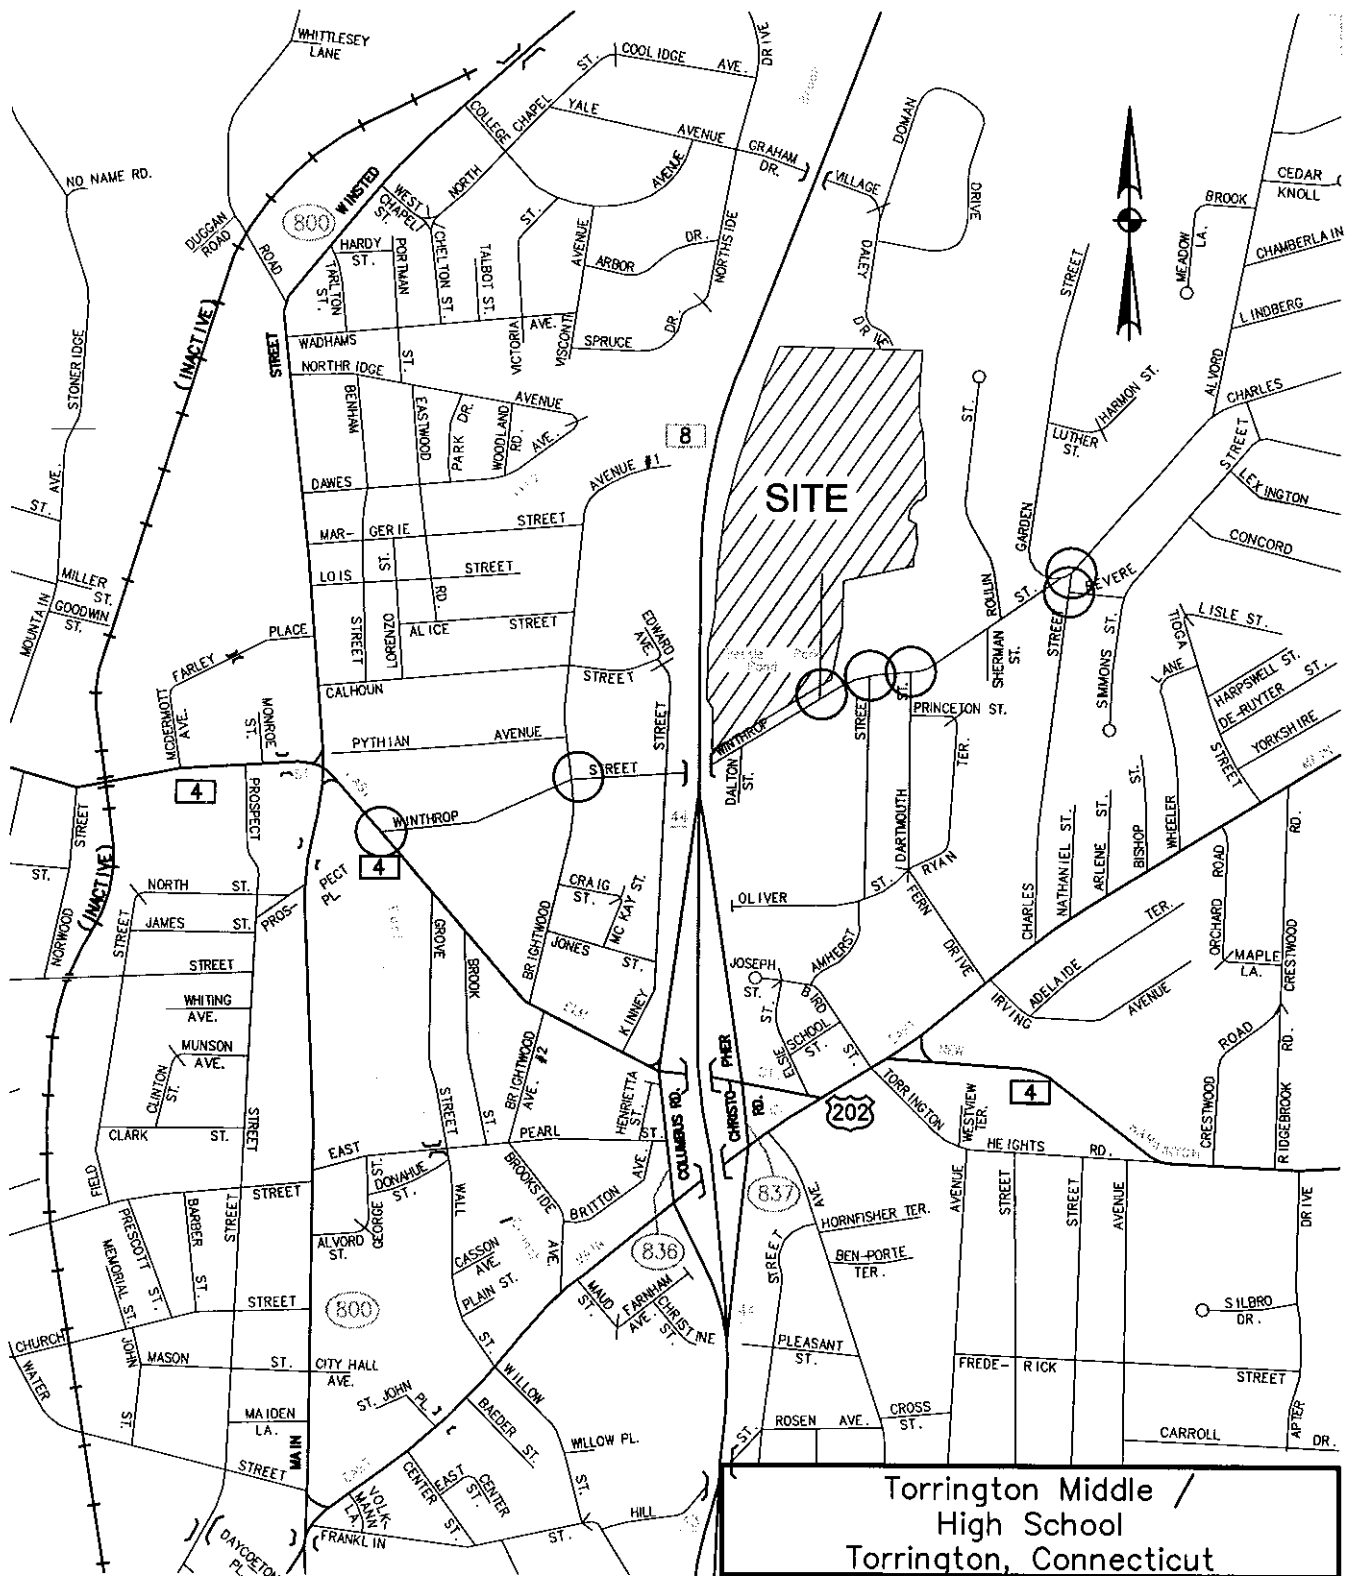 WHITTLESEY
LANE
NO NAME RD.
DUGGAN
ROAD
ROAD
800
WINSTED
STREET
(INACTIVE)
STONERIDGE
AVE.
ST.
MILLER
ST.
GOODWIN
ST.
MOUNTAIN
COOLIDGE AVE.
DRIVE
YALE AVENUE
GRAHAM
DR.
COLLEGE
AVENUE
NORTH CHAPEL ST.
WEST
CHAPEL
ST.
HARDY
ST.
TARLTON
ST.
PORTMAN
ST.
CHELTON ST.
TALBOT ST.
VICTORIA
ST.
AVENUE
VISCONTI
ARBOR DR.
NORTHSIDE
SPRUCE DR.
WADHAMS AVE.
NORTHRIDGE
AVENUE
BENHAM
STREET
EASTWOOD
RD.
PARK DR.
WOODLAND
RD.
DAWES
AVE.
AVENUE #1
MAR- GERIE STREET
LOIS STREET
LORENZO
ST.
ALICE STREET
EDWARD
AVE.
CALHOUN STREET
FARLEY PLACE
MCDERMOTT
AVE.
MONROE
ST.
PYTHIAN AVENUE
4
WINTHROP STREET
STREET
4
8
VILLAGE
DOMAN
DRIVE
DALEY
DRIVE
SITE
STREET
GARDEN
LUTHER
ST.
HARMON ST.
ST.
ROULIN
SHERMAN
ST.
BROOK
MEADOW
LA.
CEDAR
KNOLL
CHAMBERLAIN
LINDBERG
ALVORD
CHARLES
STREET
LEXINGTON
CONCORD
REVERE
ST.
STREET
CHARLES
SIMMONS ST.
LISLE ST.
TIOGA
STREET
LANE
WHEELER
HARPSWELL ST.
DE-RUYTER ST.
YORKSHIRE
WINTHROP
DALTON
ST.
STREET
ST.
DARTMOUTH
PRINCETON ST.
TER.
RYAN
OLIVER ST.
FERN
DRIVE
AMHERST
JOSEPH
ST.
BIRD
ST.
SCHOOL
ST.
ELSIE
ST.
NATHANIEL ST.
ARLENE ST.
BISHOP
ST.
ORCHARD ROAD
CRESTWOOD
RD.
MAPLE
LA.
ADELAIDE TER.
IRVING AVENUE
CRESTWOOD
ROAD
RIDGEBROOK
RD.
NEW
4
HARWINTON
202
TORRINGTON
HEIGHTS RD.
WESTVIEW
TER.
PROSPECT
STREET
PROS-
PECT
PL.
NORTH ST.
JAMES ST.
STREET
WHITING
AVE.
MUNSON
AVE.
CLINTON
ST.
CLARK ST.
STREET
FIELD
NORWOOD
STREET
ST.
(INACTIVE)
GROVE
STREET
BROOK
ST.
BRIGHTWOOD
BRIGHTWOOD
AVE. #2
CRAIG
ST.
MC KAY ST.
JONES ST.
KINNEY
STREET
ELM
44
HENRIETTA
ST.
PEARL ST.
EAST
STREET
COLUMBUS RD.
CHRISTO-
PHER
RD.
837
836
BROOKSIDE
AVE.
BRITTON AVE.
DONAHUE
ST.
GEORGE ST.
ALVORD
ST.
WALL
ST.
CASSON
AVE.
PLAIN ST.
MAIN
MAUD
ST.
FARNHAM
AVE.
CHRISTINE
ST.
PRESCOTT
ST.
MEMORIAL ST.
BARBER
ST.
STREET
800
CHURCH STREET
WATER
STREET
JOHN
ST.
MASON ST.
CITY HALL
AVE.
MAIDEN
LA.
MAIN
ST. JOHN
PL.
WILLOW
ST.
BAEDER ST.
WILLOW PL.
EAST
CENTER
ST.
EAST
ST.
CENTER
VOLK-
MANN
LA.
FRANKLIN ST.
HILL
DAYCOETON
PL.
AVE.
HORNFISHER TER.
BEN-PORTE
TER.
STREET
PLEASANT
ST.
ROSEN AVE.
CROSS
ST.
ST.
AVENUE
STREET
STREET
AVENUE
FREDE- RICK STREET
DRIVE
SILBRO
DR.
APTER
CARROLL DR.
Torrington Middle /
High School
Torrington, Connecticut